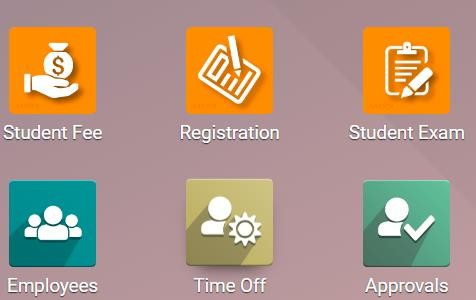 $
Student Fee
Registration
Student Exam
Employees
Time Off
Approvals